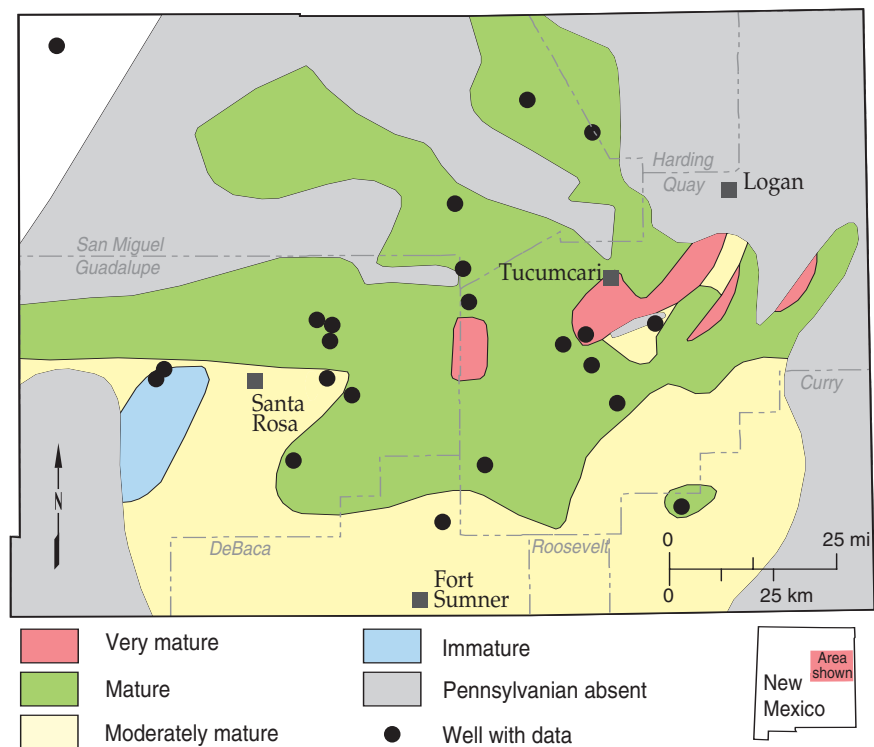 Harding
Quay
Logan
San Miguel
Guadalupe
Tucumcari
Curry
Santa
Rosa
N
DeBaca
Roosevelt
0
25 mi
0
25 km
Fort
Sumner
Very mature
Immature
Mature
Pennsylvanian absent
Moderately mature
Well with data
Area
shown
New
Mexico